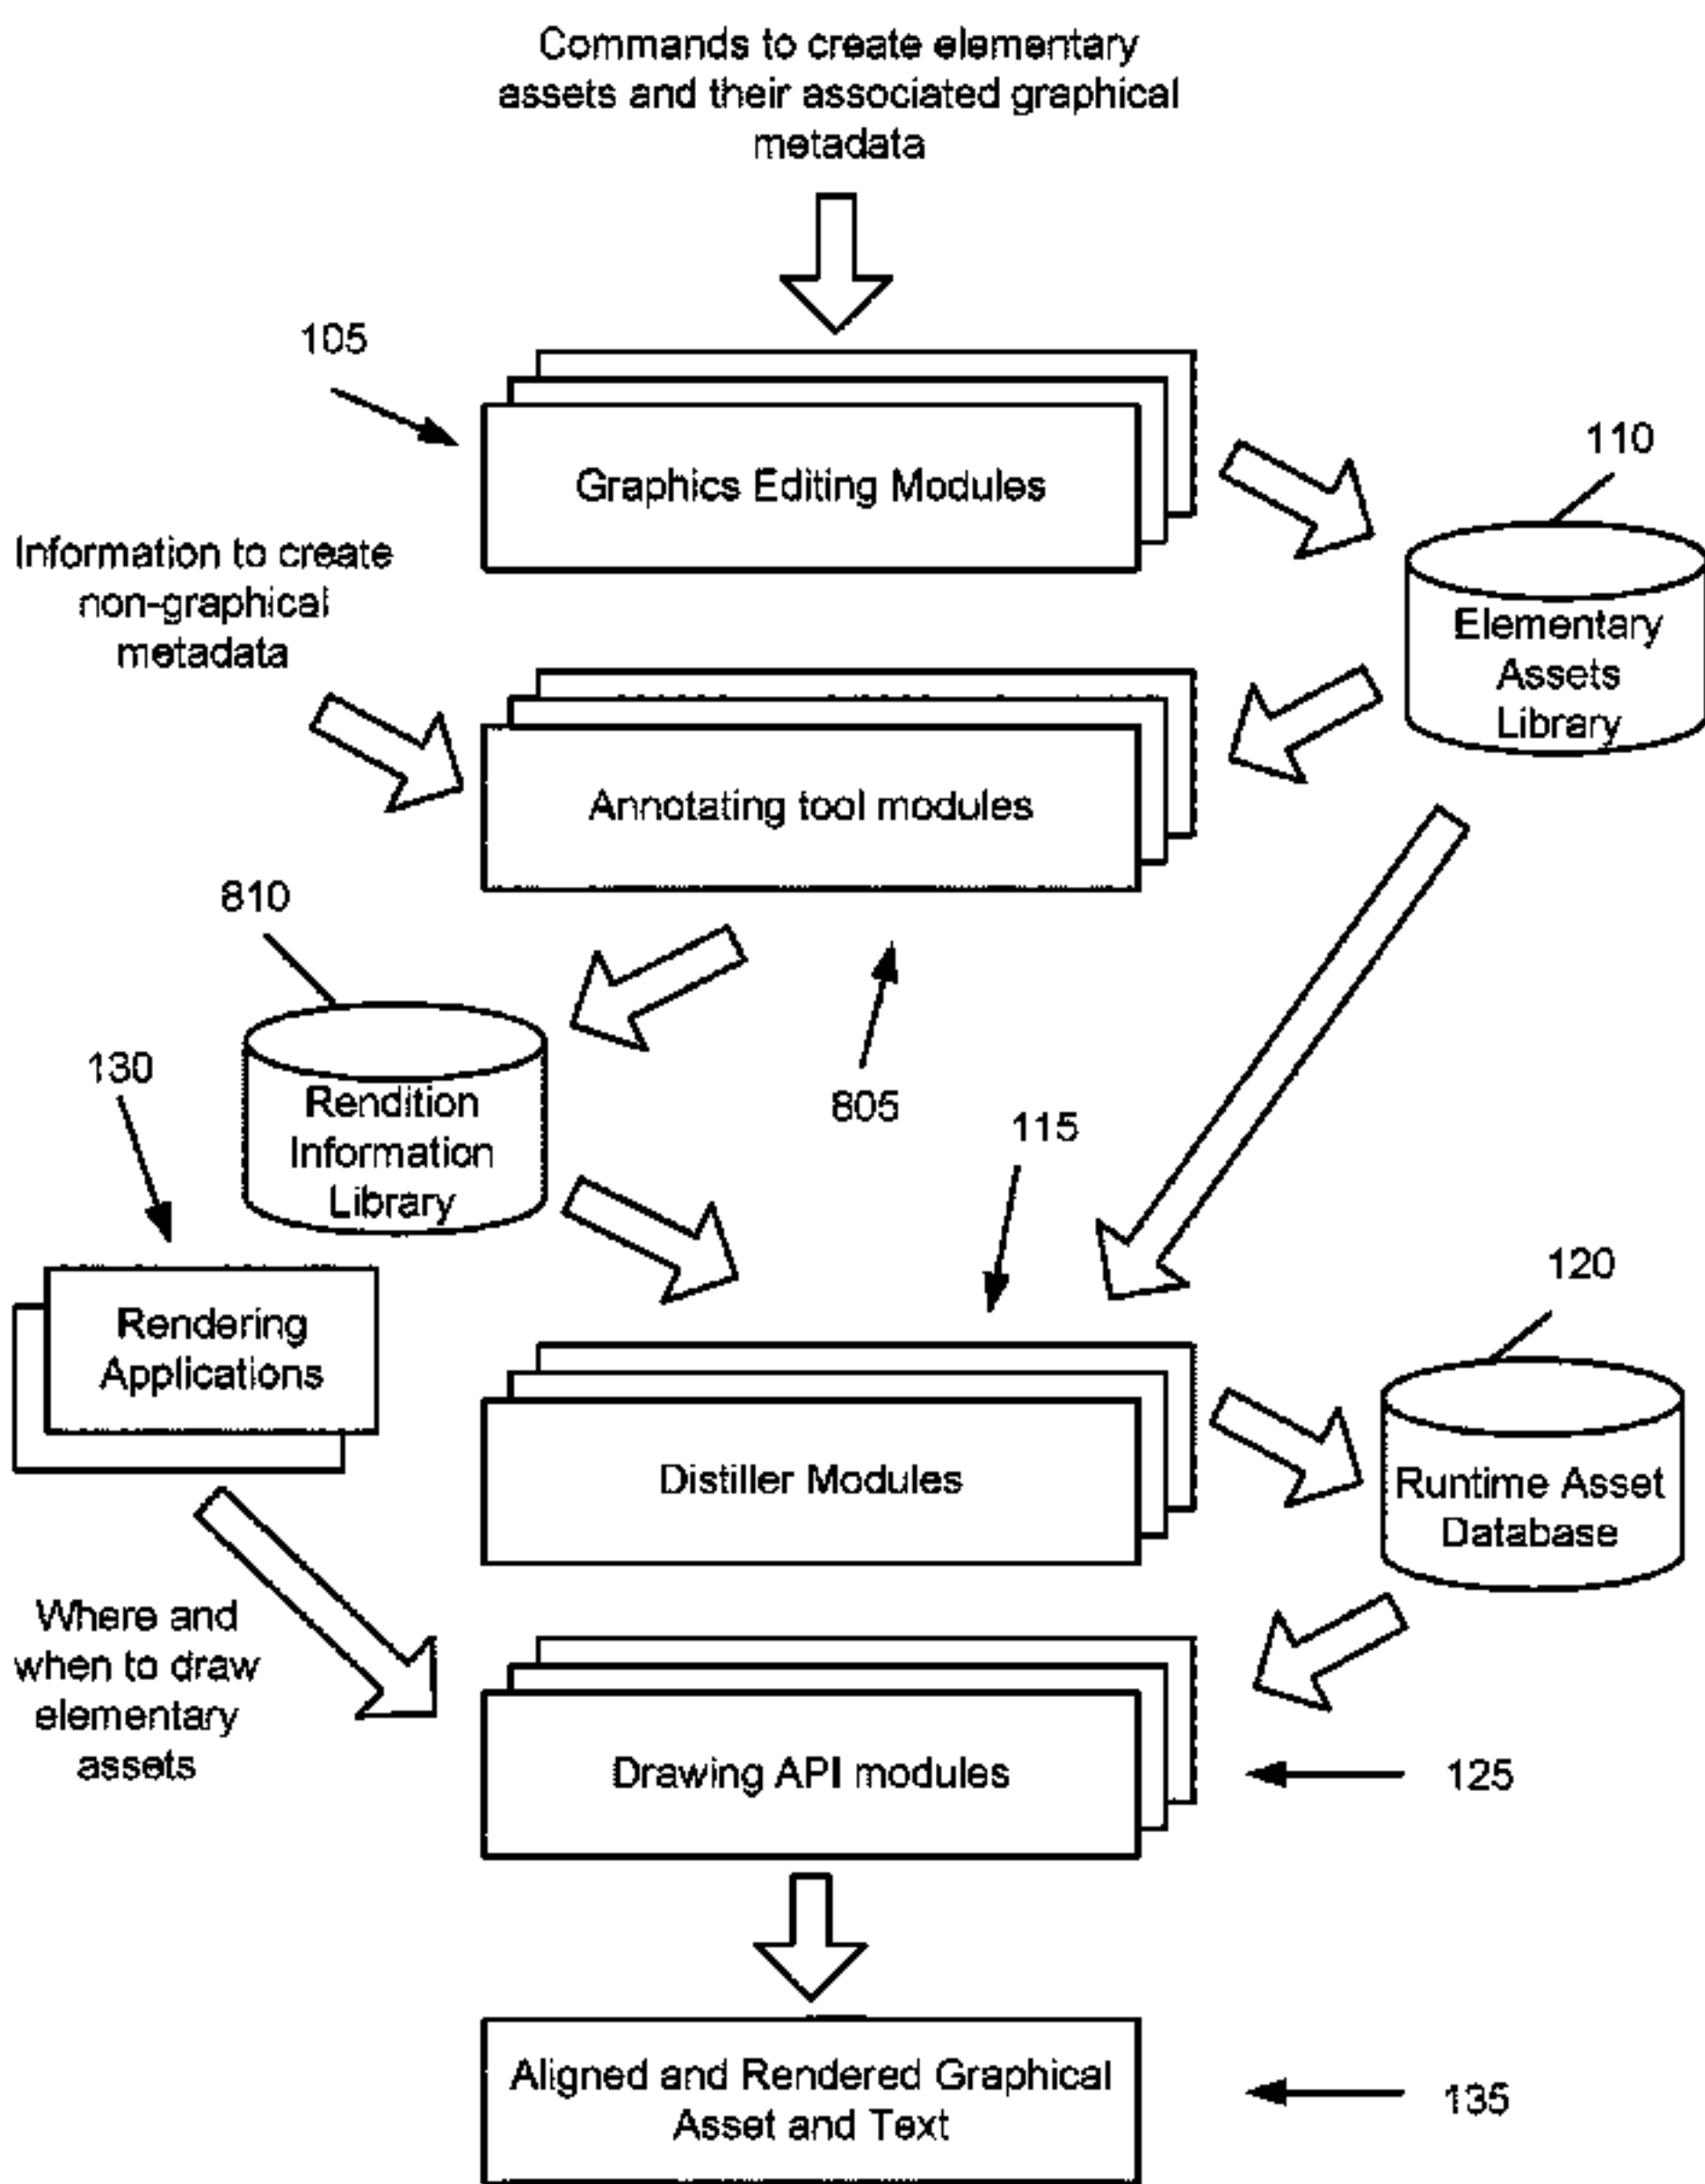 Commands to create elementary
assets and their associated graphical
metadata
105
Graphics Editing Modules
110
Information to create
non-graphical
metadata
Elementary
Assets
Library
Annotating tool modules
810
805
130
Rendition
Information
Library
115
Rendering
Applications
120
Distiller Modules
Runtime Asset
Database
Where and
when to draw
elementary
assets
Drawing API modules
125
Aligned and Rendered Graphical
Asset and Text
135